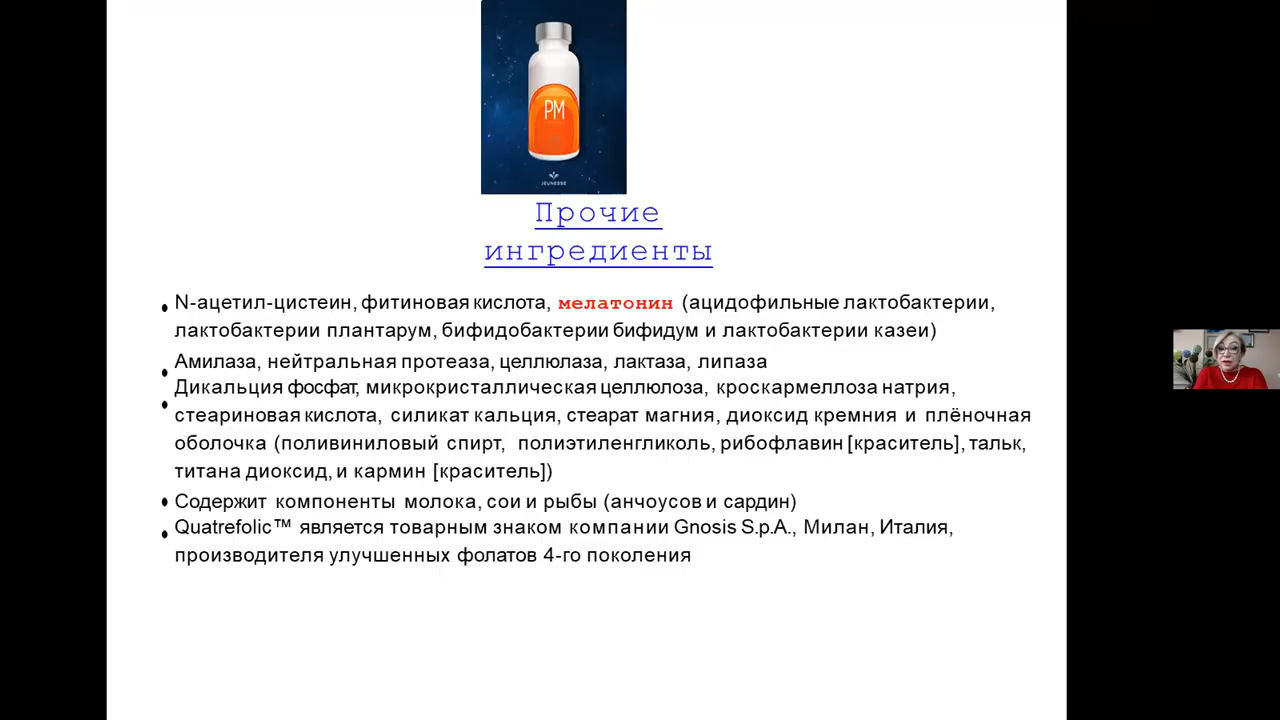 PM
JEUNESSE
Прочие
ингредиенты
• N-ацетил-цистеин, фитиновая кислота, мелатонин (ацидофильные лактобактерии,
лактобактерии плантарум, бифидобактерии бифидум и лактобактерии казеи)
• Амилаза, нейтральная протеаза, целлюлаза, лактаза, липаза
• Дикальция фосфат, микрокристаллическая целлюлоза, кроскармеллоза натрия,
стеариновая кислота, силикат кальция, стеарат магния, диоксид кремния и плёночная
оболочка (поливиниловый спирт, полиэтиленгликоль, рибофлавин [краситель], тальк,
титана диоксид, и кармин [краситель])
• Содержит компоненты молока, сои и рыбы (анчоусов и сардин)
• Quatrefolic™ является товарным знаком компании Gnosis S.p.A., Милан, Италия,
производителя улучшенных фолатов 4-го поколения